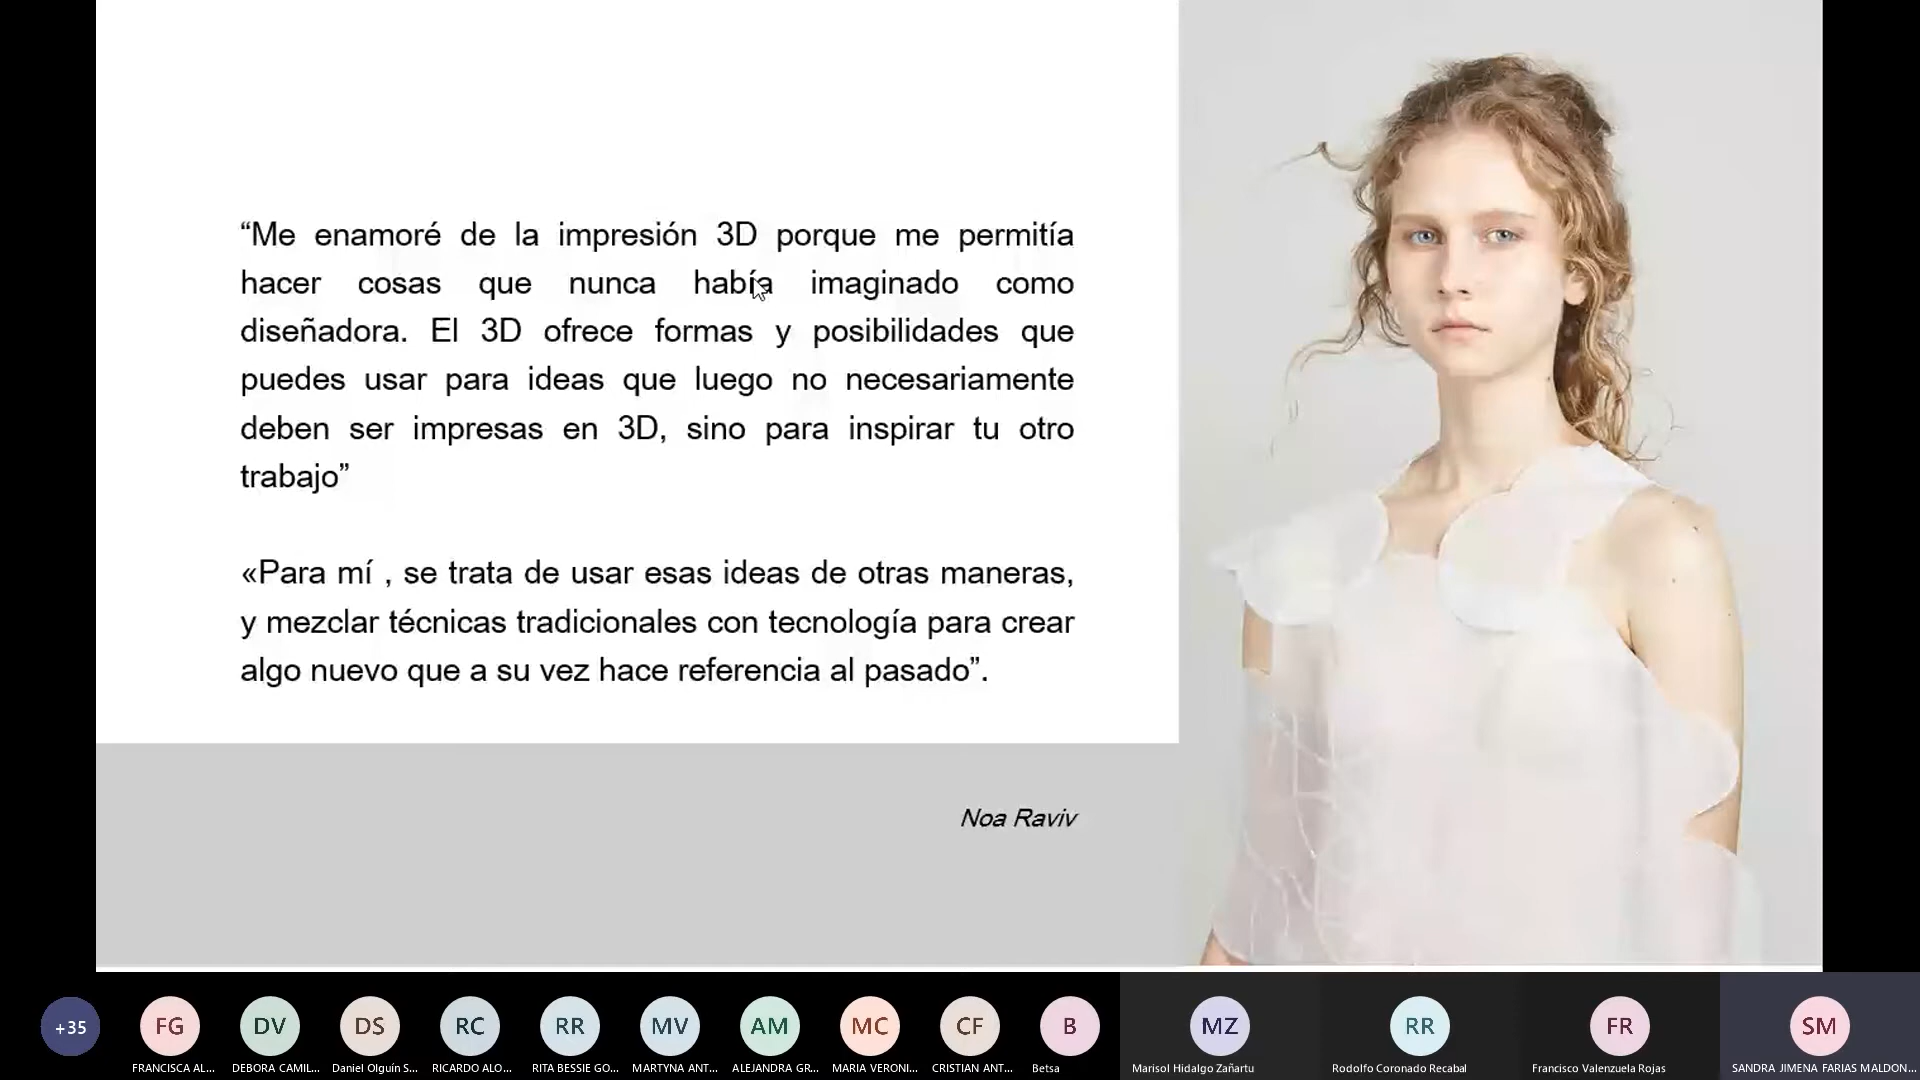 “Me enamoré de la impresión 3D porque me permitía
hacer cosas que nunca había imaginado como
diseñadora. El 3D ofrece formas y posibilidades que
puedes usar para ideas que luego no necesariamente
deben ser impresas en 3D, sino para inspirar tu otro
trabajo”
«Para mí , se trata de usar esas ideas de otras maneras,
y mezclar técnicas tradicionales con tecnología para crear
algo nuevo que a su vez hace referencia al pasado”.
Noa Raviv
+35 FG DV DS RC RR MV AM MC CF B MZ RR FR SM
FRANCISCA AL... DEBORA CAMIL... Daniel Olguín S... RICARDO ALO... RITA BESSIE GO... MARTYNA ANT... ALEJANDRA GR... MARIA VERONI... CRISTIAN ANT... Betsa Marisol Hidalgo Zañartu Rodolfo Coronado Recabal Francisco Valenzuela Rojas SANDRA JIMENA FARIAS MALDON...